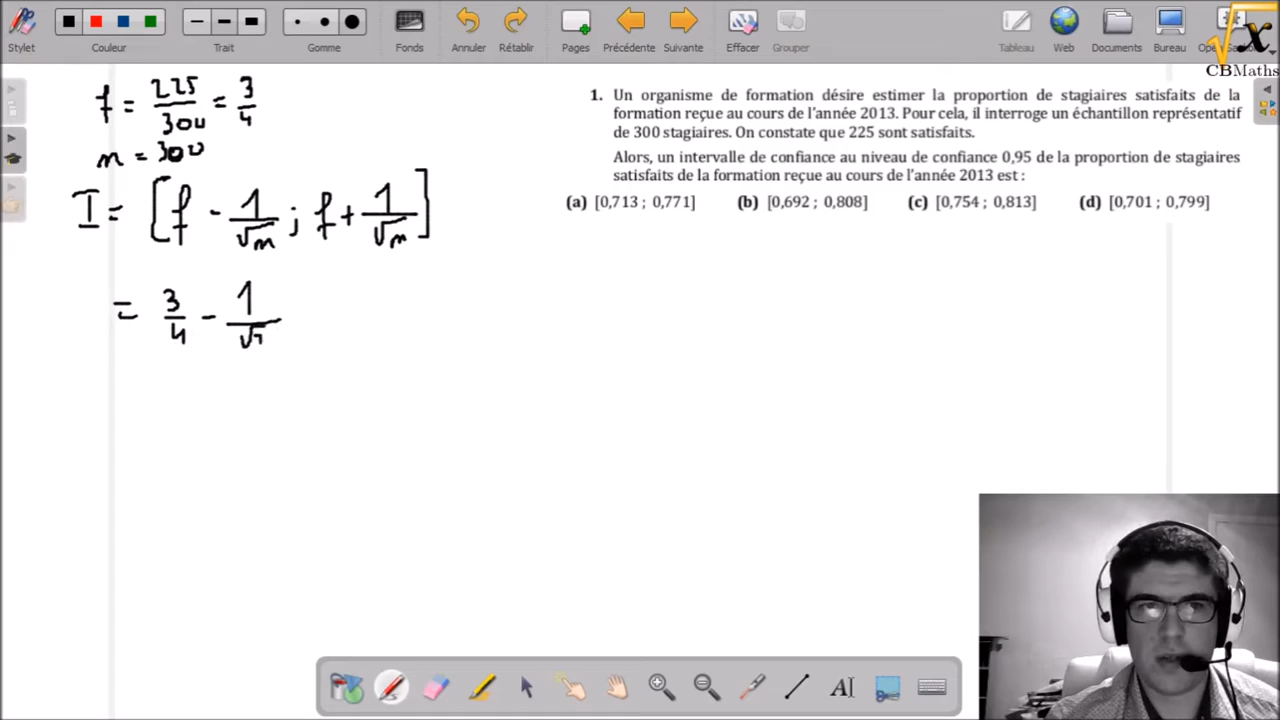 Stylet
Couleur
Trait
Gomme
Fonds
Annuler
Rétablir
Pages
Précédente
Suivante
Effacer
Grouper
Tableau
Web
Documents
Bureau
√x
CBMaths
f = 225/300 = 3/4
n = 300
I = [f - 1/√n ; f + 1/√n]
= 3/4 - 1/√
1. Un organisme de formation désire estimer la proportion de stagiaires satisfaits de la
formation reçue au cours de l'année 2013. Pour cela, il interroge un échantillon représentatif
de 300 stagiaires. On constate que 225 sont satisfaits.
Alors, un intervalle de confiance au niveau de confiance 0,95 de la proportion de stagiaires
satisfaits de la formation reçue au cours de l'année 2013 est :
(a) [0,713 ; 0,771] (b) [0,692 ; 0,808] (c) [0,754 ; 0,813] (d) [0,701 ; 0,799]
AI